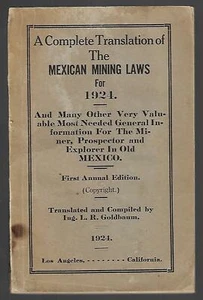 A Complete Translation of
The
MEXICAN MINING LAWS
For
1924.
And Many Other Very Valu-
able Most Needed General In-
formation For The Mi-
ner, Prospector and
Explorer In Old
MEXICO.
First Annual Edition.
(Copyright.)
Translated and Compiled by
Ing. L. R. Goldbaum.
1924.
Los Angeles, - - - - - - - - California.